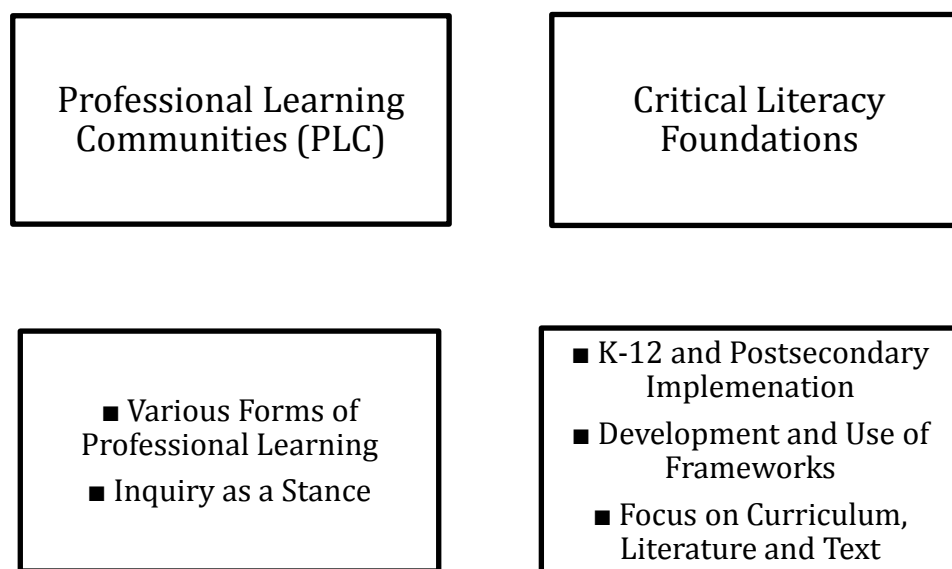 Professional Learning
Communities (PLC)
Critical Literacy
Foundations
■ Various Forms of
Professional Learning
■ Inquiry as a Stance
■ K-12 and Postsecondary
Implemenation
■ Development and Use of
Frameworks
■ Focus on Curriculum,
Literature and Text